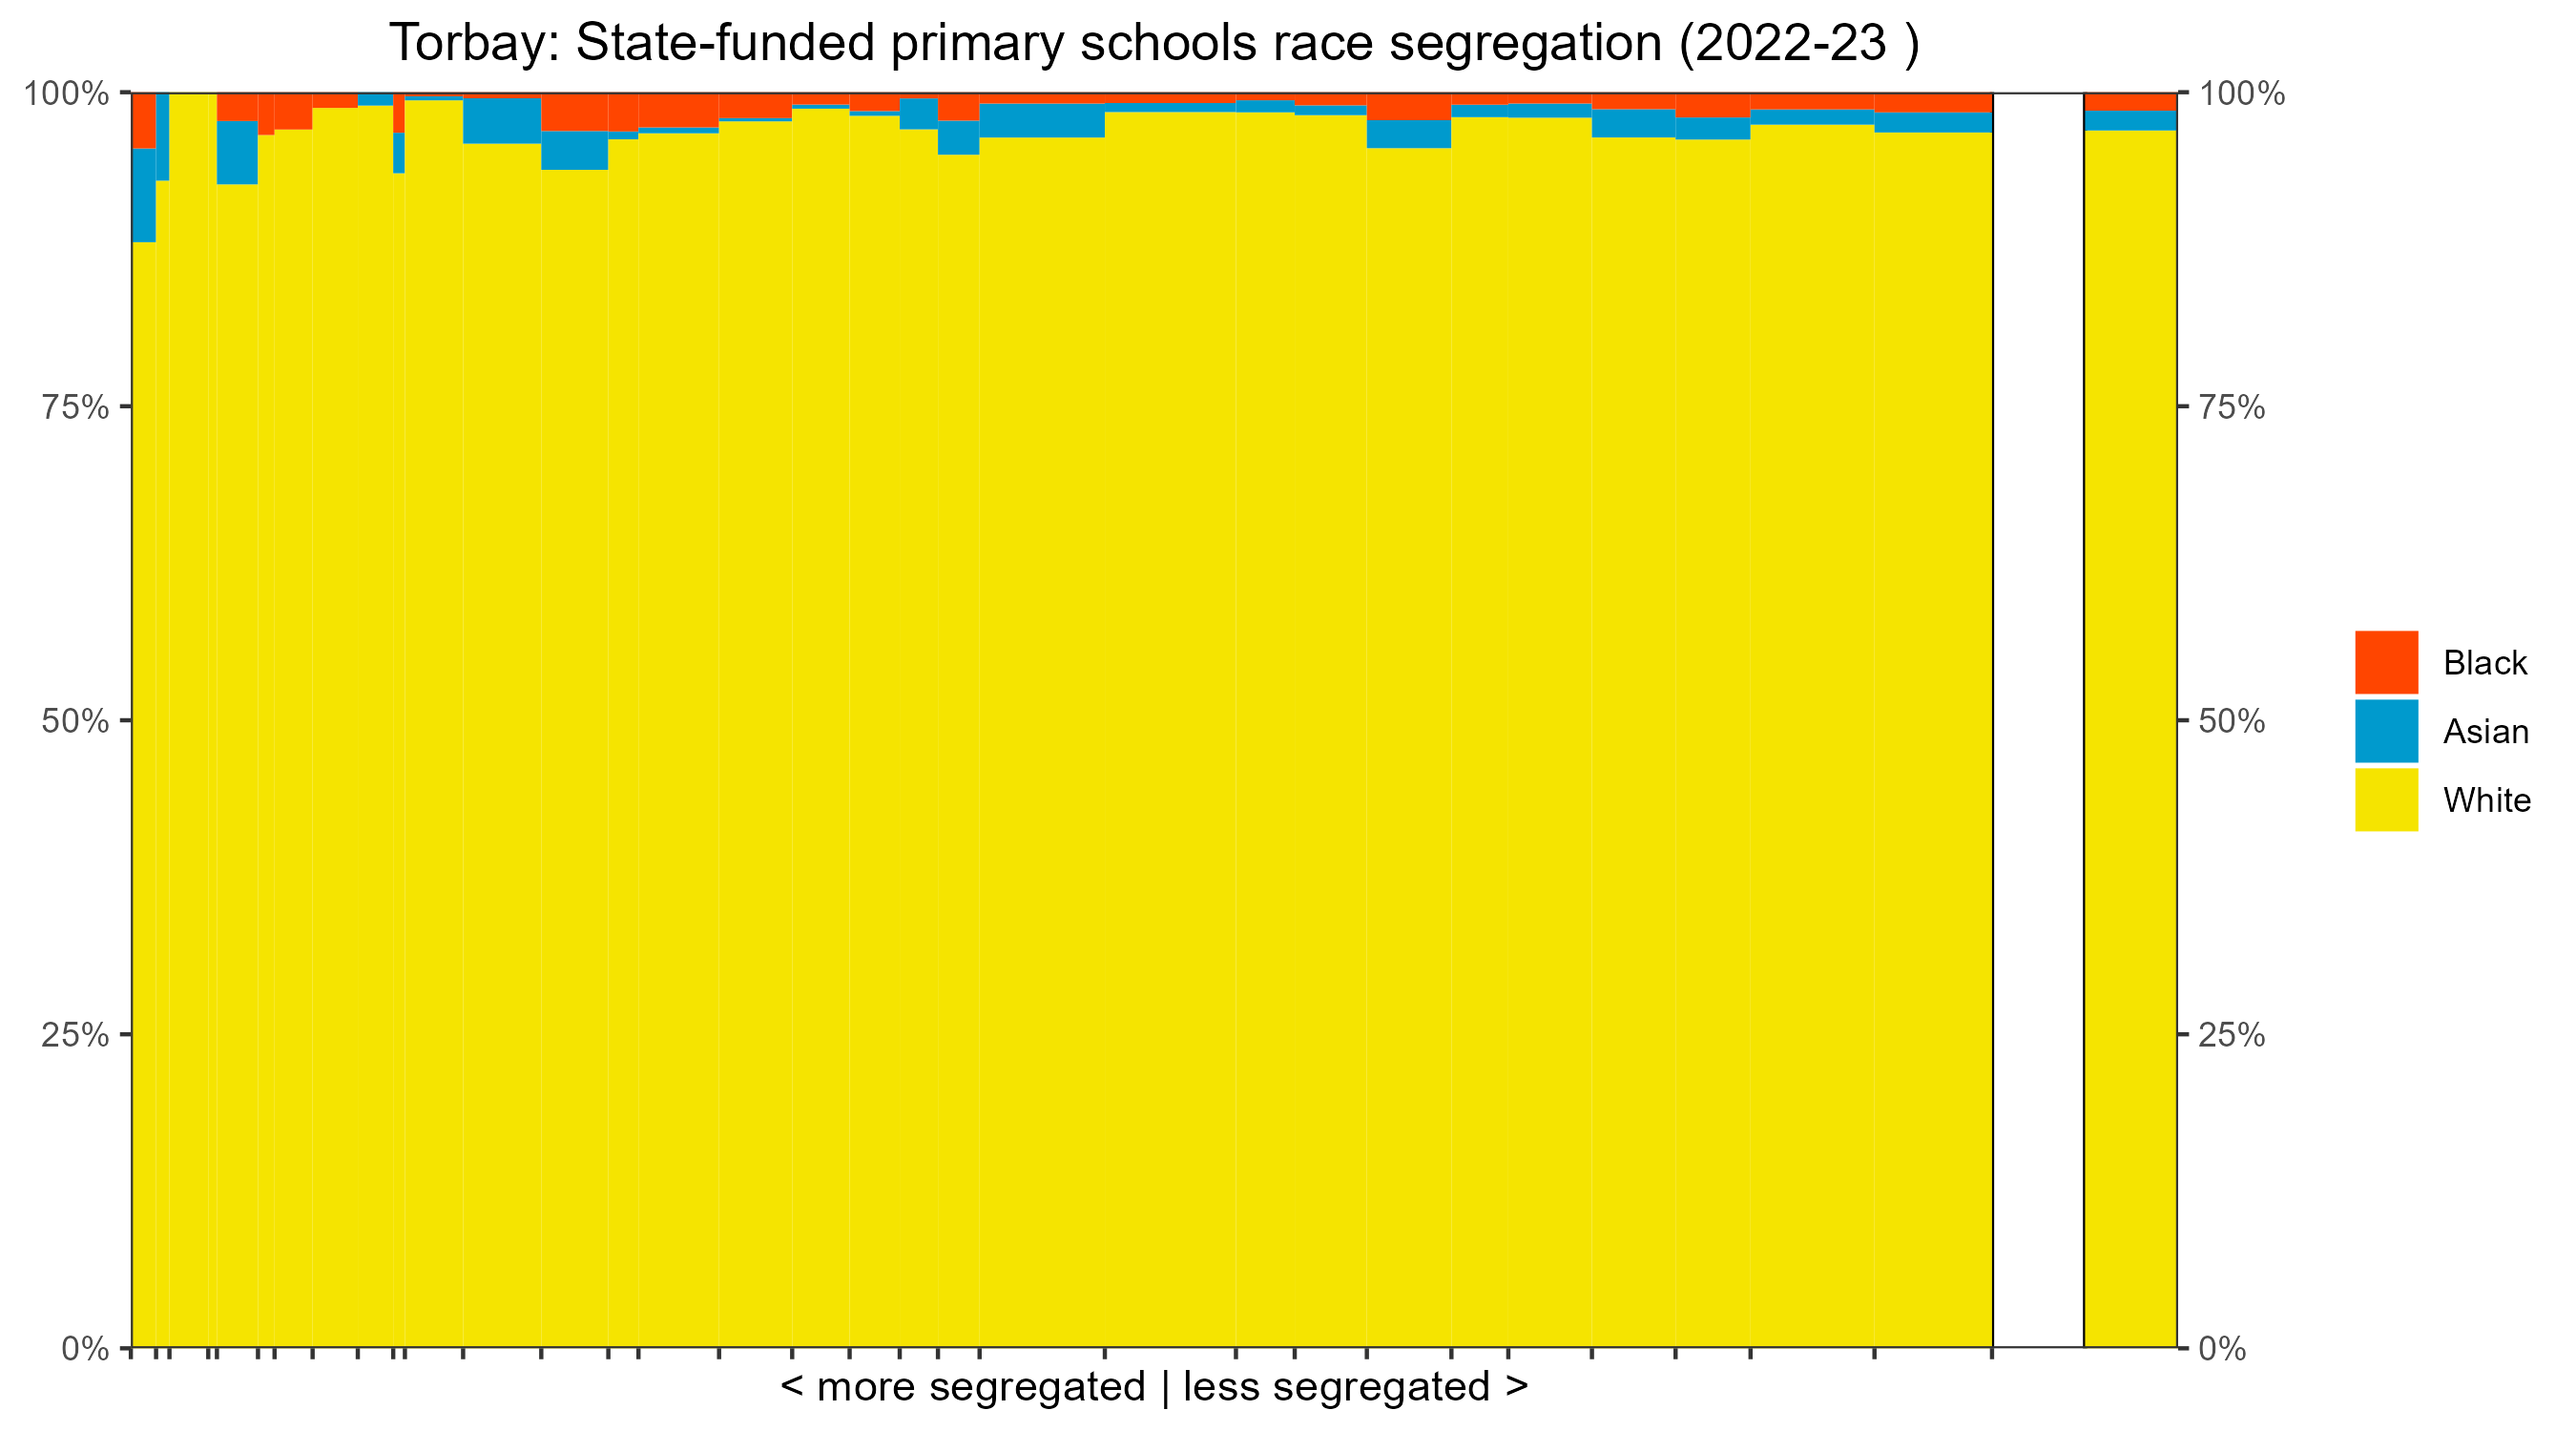 Torbay: State-funded primary schools race segregation (2022-23 )
100%
75%
50%
25%
0%
100%
75%
50%
25%
0%
Black
Asian
White
< more segregated | less segregated >